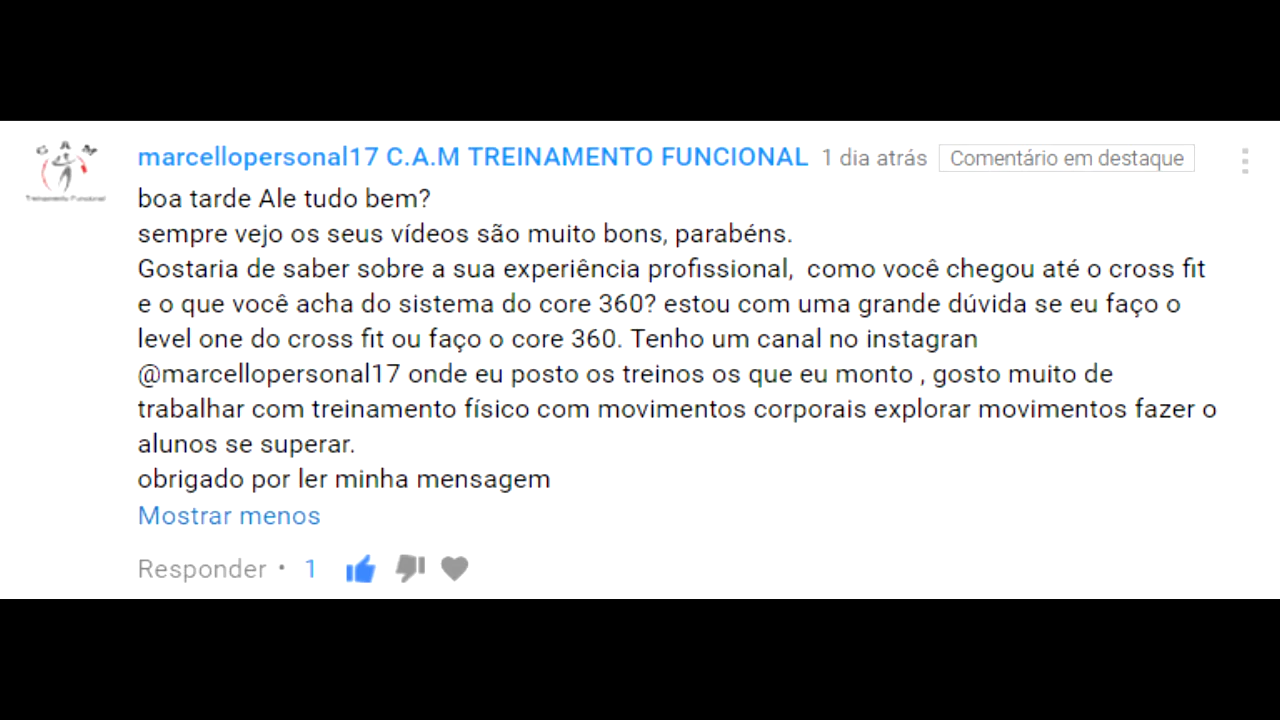 C A M
Treinamento Funcional
marcellopersonal17 C.A.M TREINAMENTO FUNCIONAL 1 dia atrás Comentário em destaque
boa tarde Ale tudo bem?
sempre vejo os seus vídeos são muito bons, parabéns.
Gostaria de saber sobre a sua experiência profissional, como você chegou até o cross fit
e o que você acha do sistema do core 360? estou com uma grande dúvida se eu faço o
level one do cross fit ou faço o core 360. Tenho um canal no instagran
@marcellopersonal17 onde eu posto os treinos os que eu monto , gosto muito de
trabalhar com treinamento físico com movimentos corporais explorar movimentos fazer o
alunos se superar.
obrigado por ler minha mensagem
Mostrar menos
Responder • 1